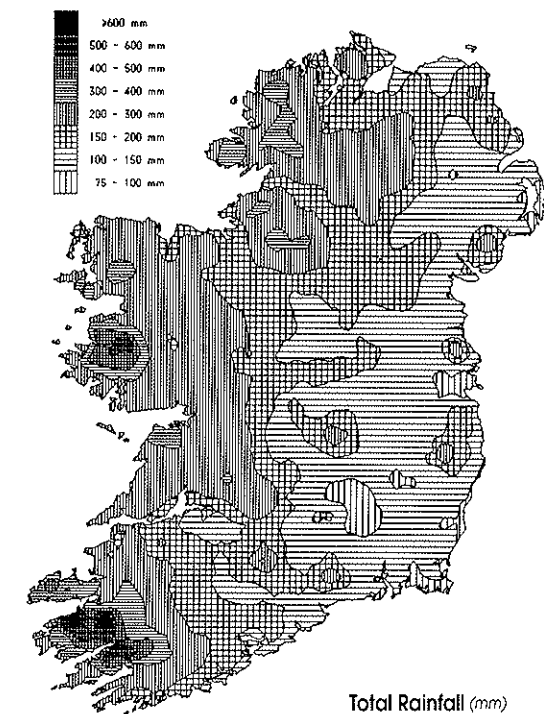 >600 mm
500 - 600 mm
400 - 500 mm
300 - 400 mm
200 - 300 mm
150 - 200 mm
100 - 150 mm
75 - 100 mm
Total Rainfall (mm)